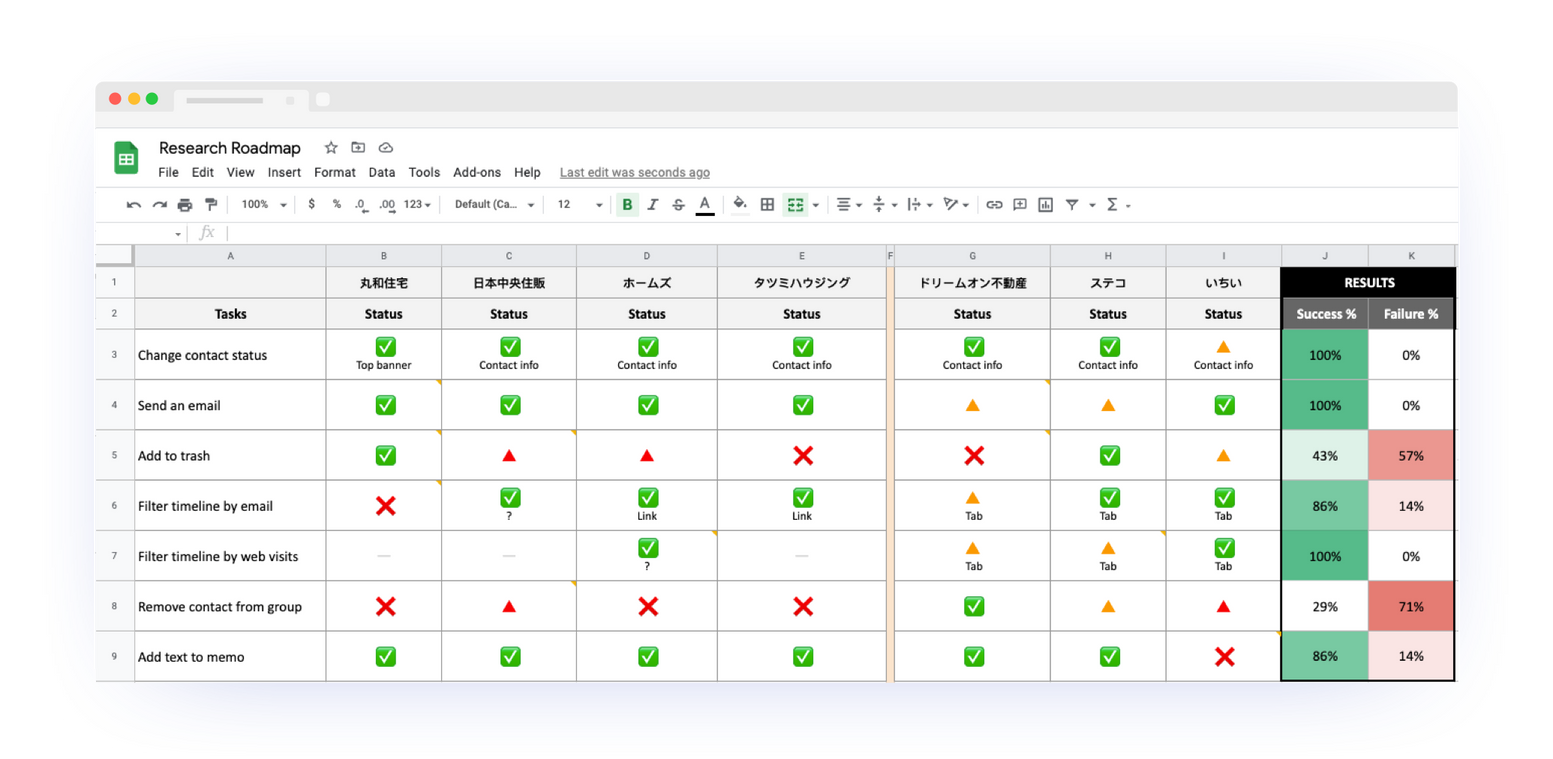 Research Roadmap
File Edit View Insert Format Data Tools Add-ons Help Last edit was seconds ago
100% $ % .0 .00 123 Default (Ca... 12 B I S A
fx
A B C D E F G H I J K
1 丸和住宅 日本中央住販 ホームズ タツミハウジング ドリームオン不動産 ステコ いちい RESULTS
2 Tasks Status Status Status Status Status Status Status Success % Failure %
3 Change contact status 100% 0%
Top banner Contact info Contact info Contact info Contact info Contact info Contact info
4 Send an email 100% 0%
5 Add to trash 43% 57%
6 Filter timeline by email 86% 14%
? Link Link Tab Tab Tab
7 Filter timeline by web visits — — — 100% 0%
? Tab Tab Tab
8 Remove contact from group 29% 71%
9 Add text to memo 86% 14%